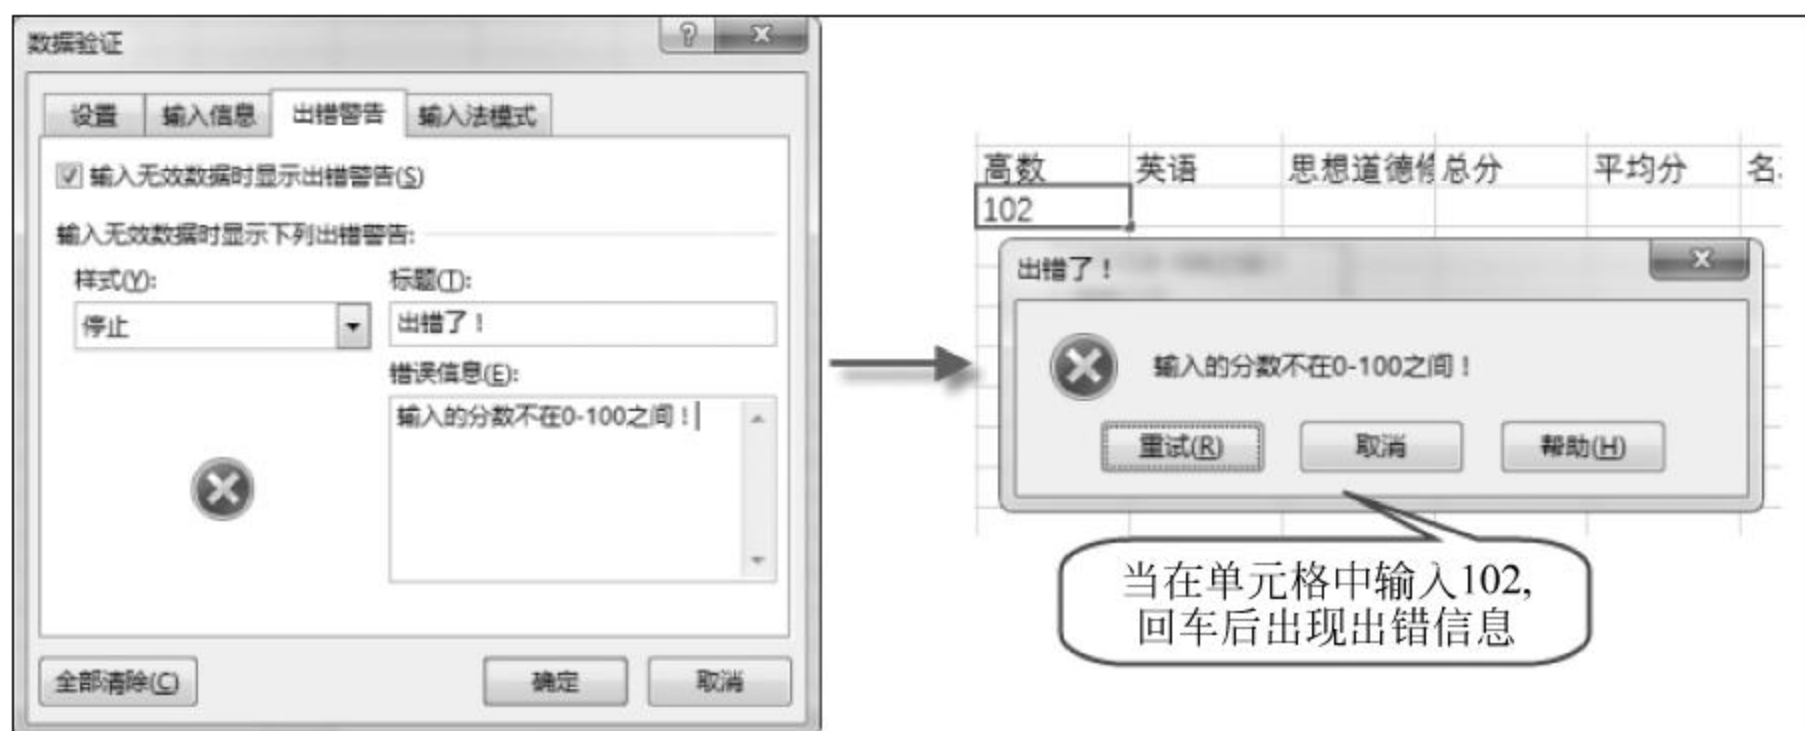 数据验证
设置 输入信息 出错警告 输入法模式
输入无效数据时显示出错警告(S)
输入无效数据时显示下列出错警告:
样式(Y): 标题(T):
停止 出错了！
错误信息(E):
输入的分数不在0-100之间！
全部清除(C) 确定 取消
高数 英语 思想道德修 总分 平均分 名
102
出错了！
输入的分数不在0-100之间！
重试(R) 取消 帮助(H)
当在单元格中输入102,
回车后出现出错信息